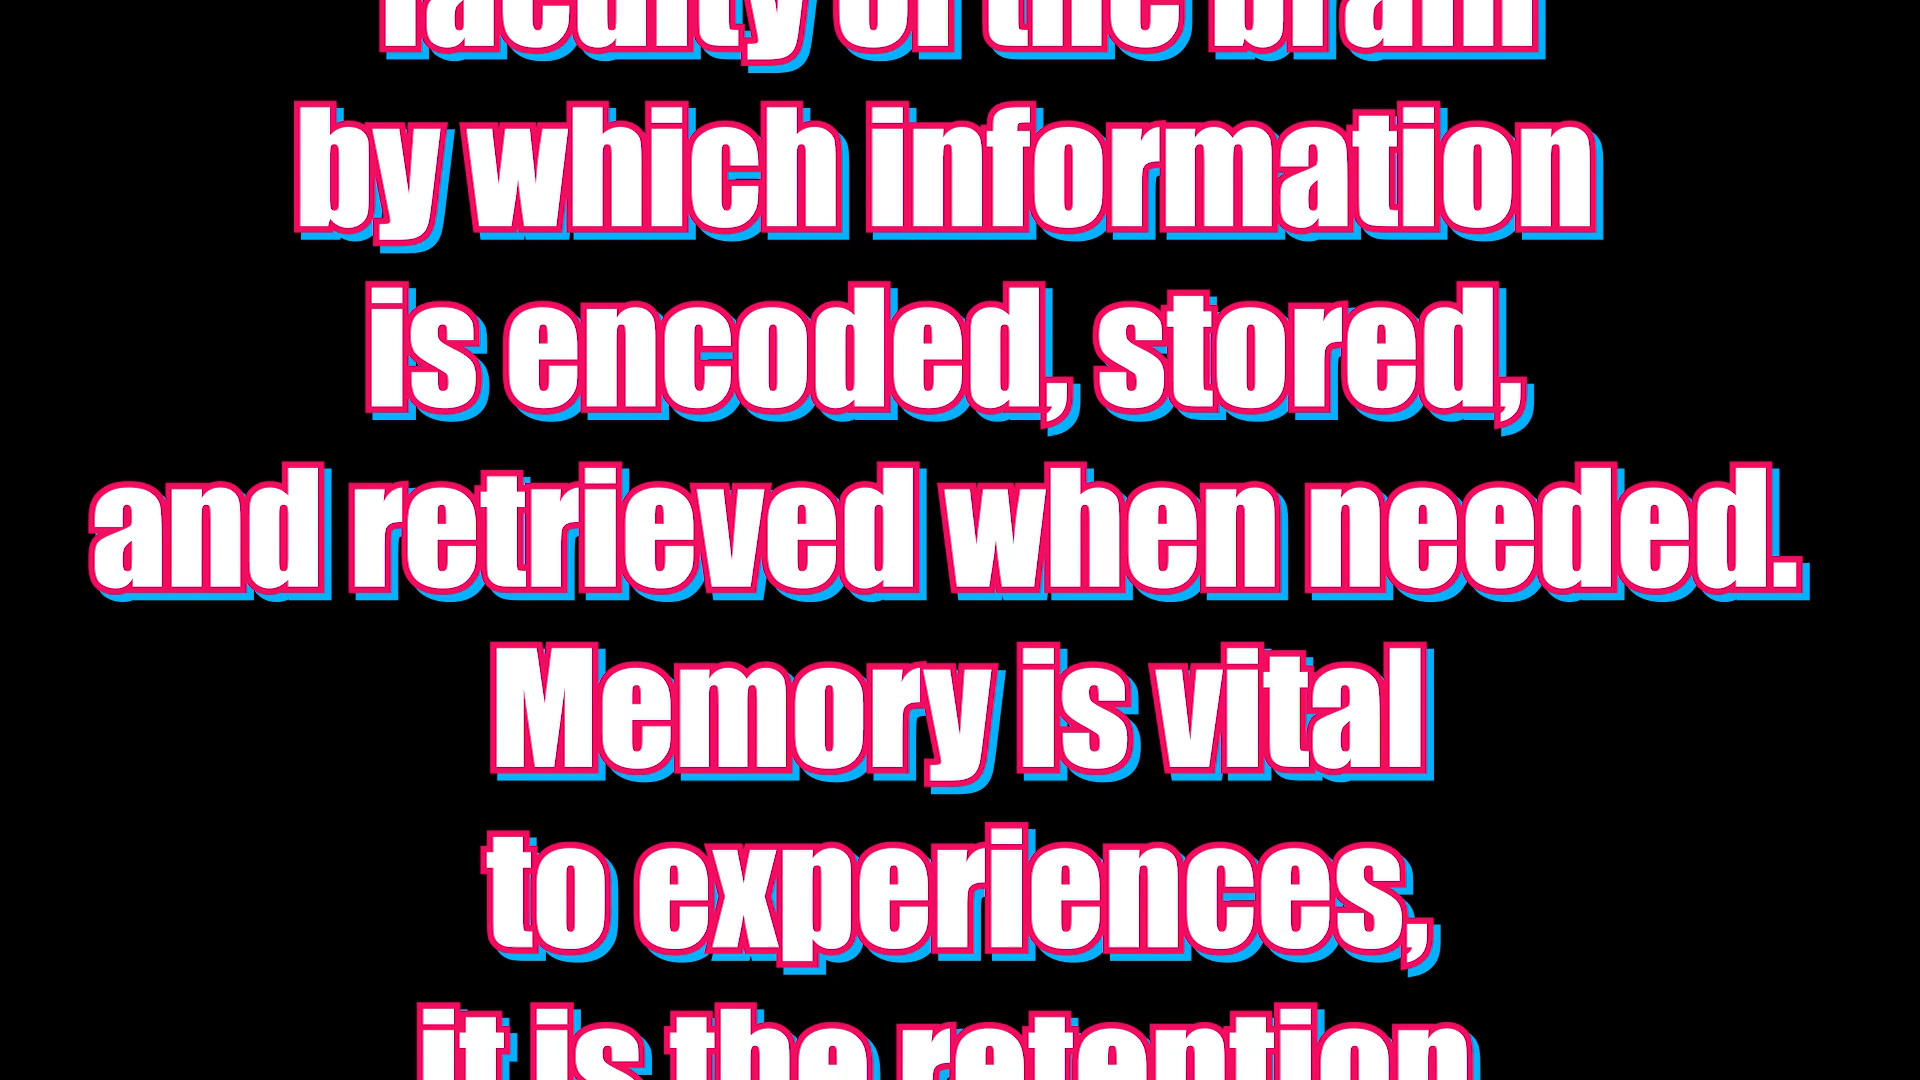 faculty of the brain
by which information
is encoded, stored,
and retrieved when needed.
Memory is vital
to experiences,
it is the retention